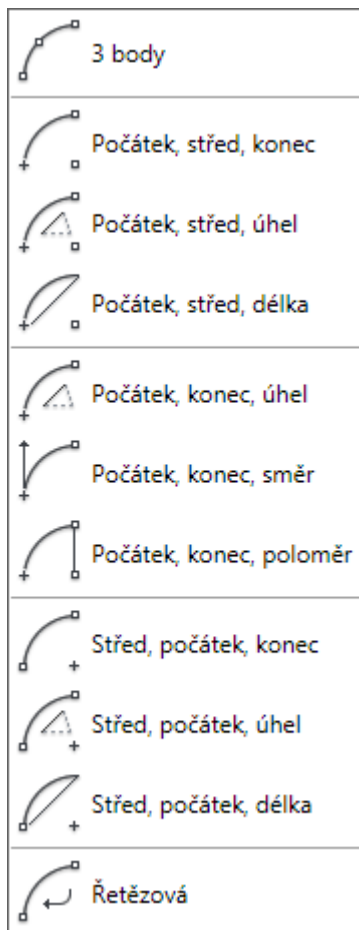 3 body
Počátek, střed, konec
Počátek, střed, úhel
Počátek, střed, délka
Počátek, konec, úhel
Počátek, konec, směr
Počátek, konec, poloměr
Střed, počátek, konec
Střed, počátek, úhel
Střed, počátek, délka
Řetězová